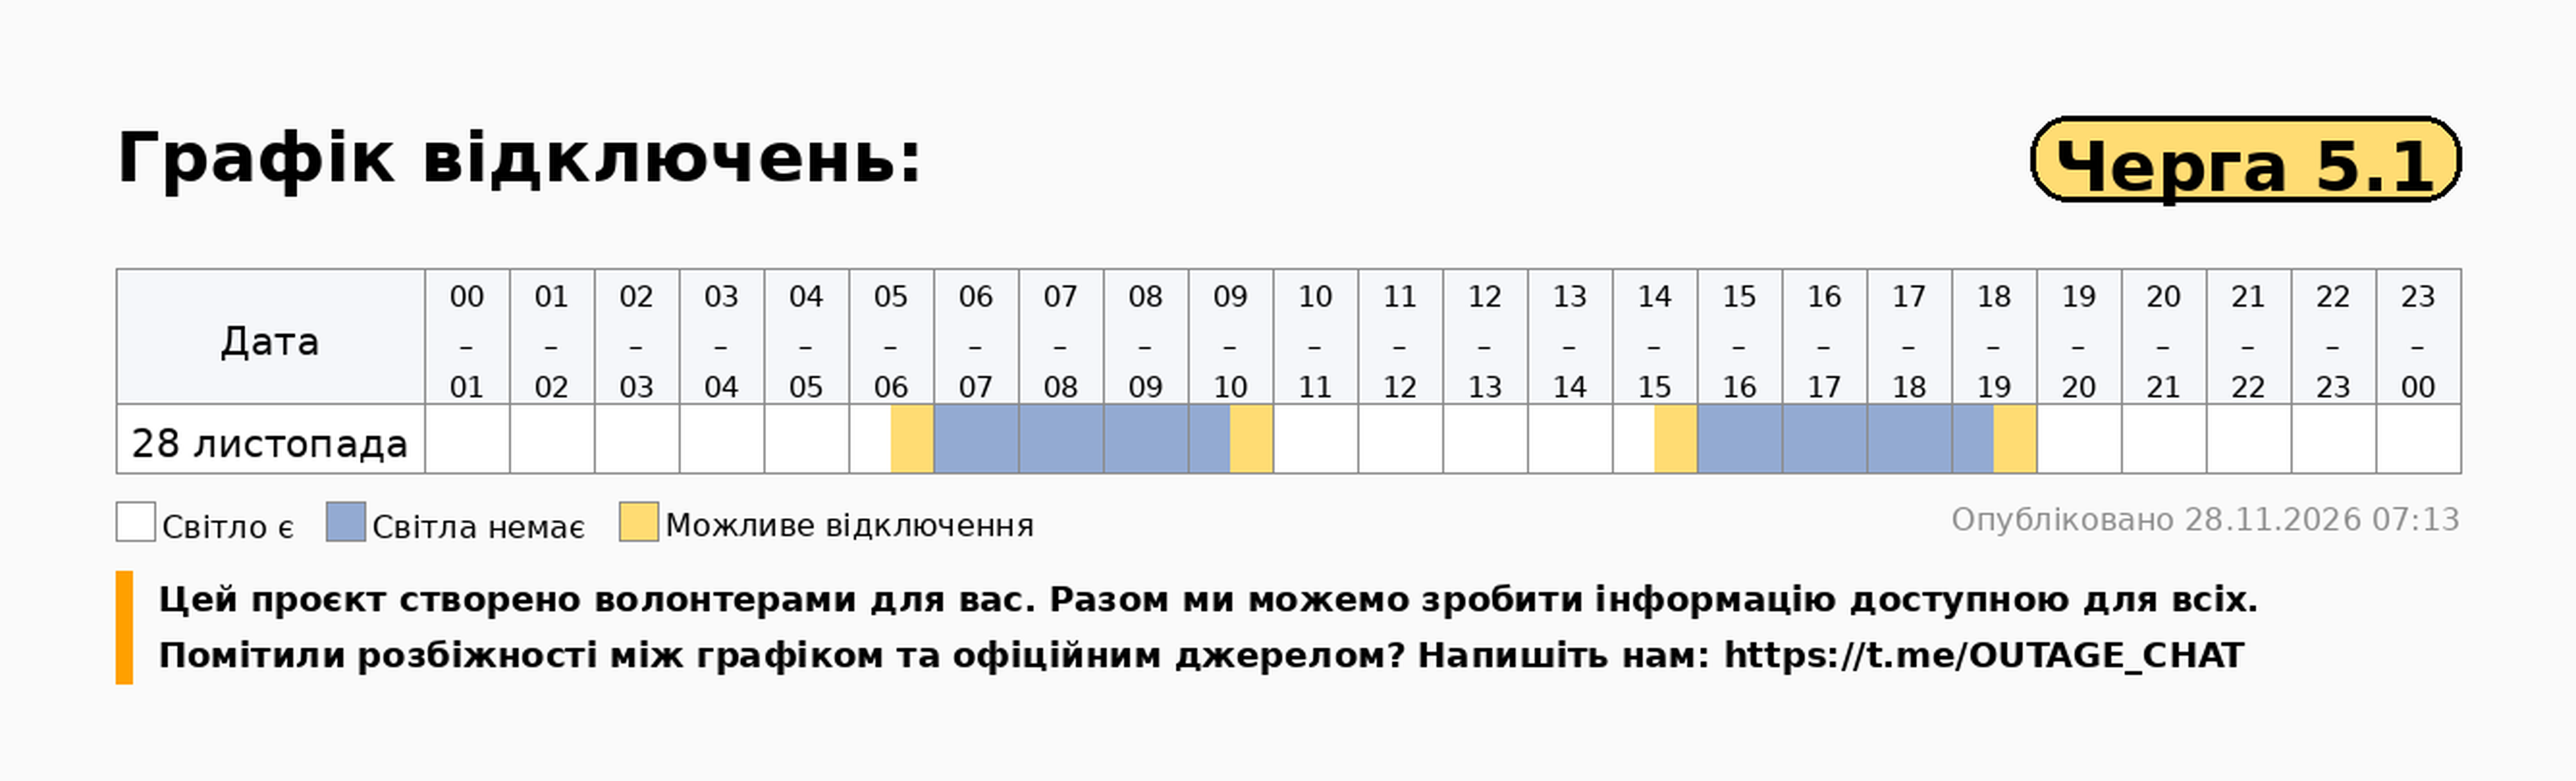 Графік відключень:
Черга 5.1
Дата
00 – 01
01 – 02
02 – 03
03 – 04
04 – 05
05 – 06
06 – 07
07 – 08
08 – 09
09 – 10
10 – 11
11 – 12
12 – 13
13 – 14
14 – 15
15 – 16
16 – 17
17 – 18
18 – 19
19 – 20
20 – 21
21 – 22
22 – 23
23 – 00
28 листопада
Світло є
Світла немає
Можливе відключення
Опубліковано 28.11.2026 07:13
Цей проєкт створено волонтерами для вас. Разом ми можемо зробити інформацію доступною для всіх.
Помітили розбіжності між графіком та офіційним джерелом? Напишіть нам: https://t.me/OUTAGE_CHAT